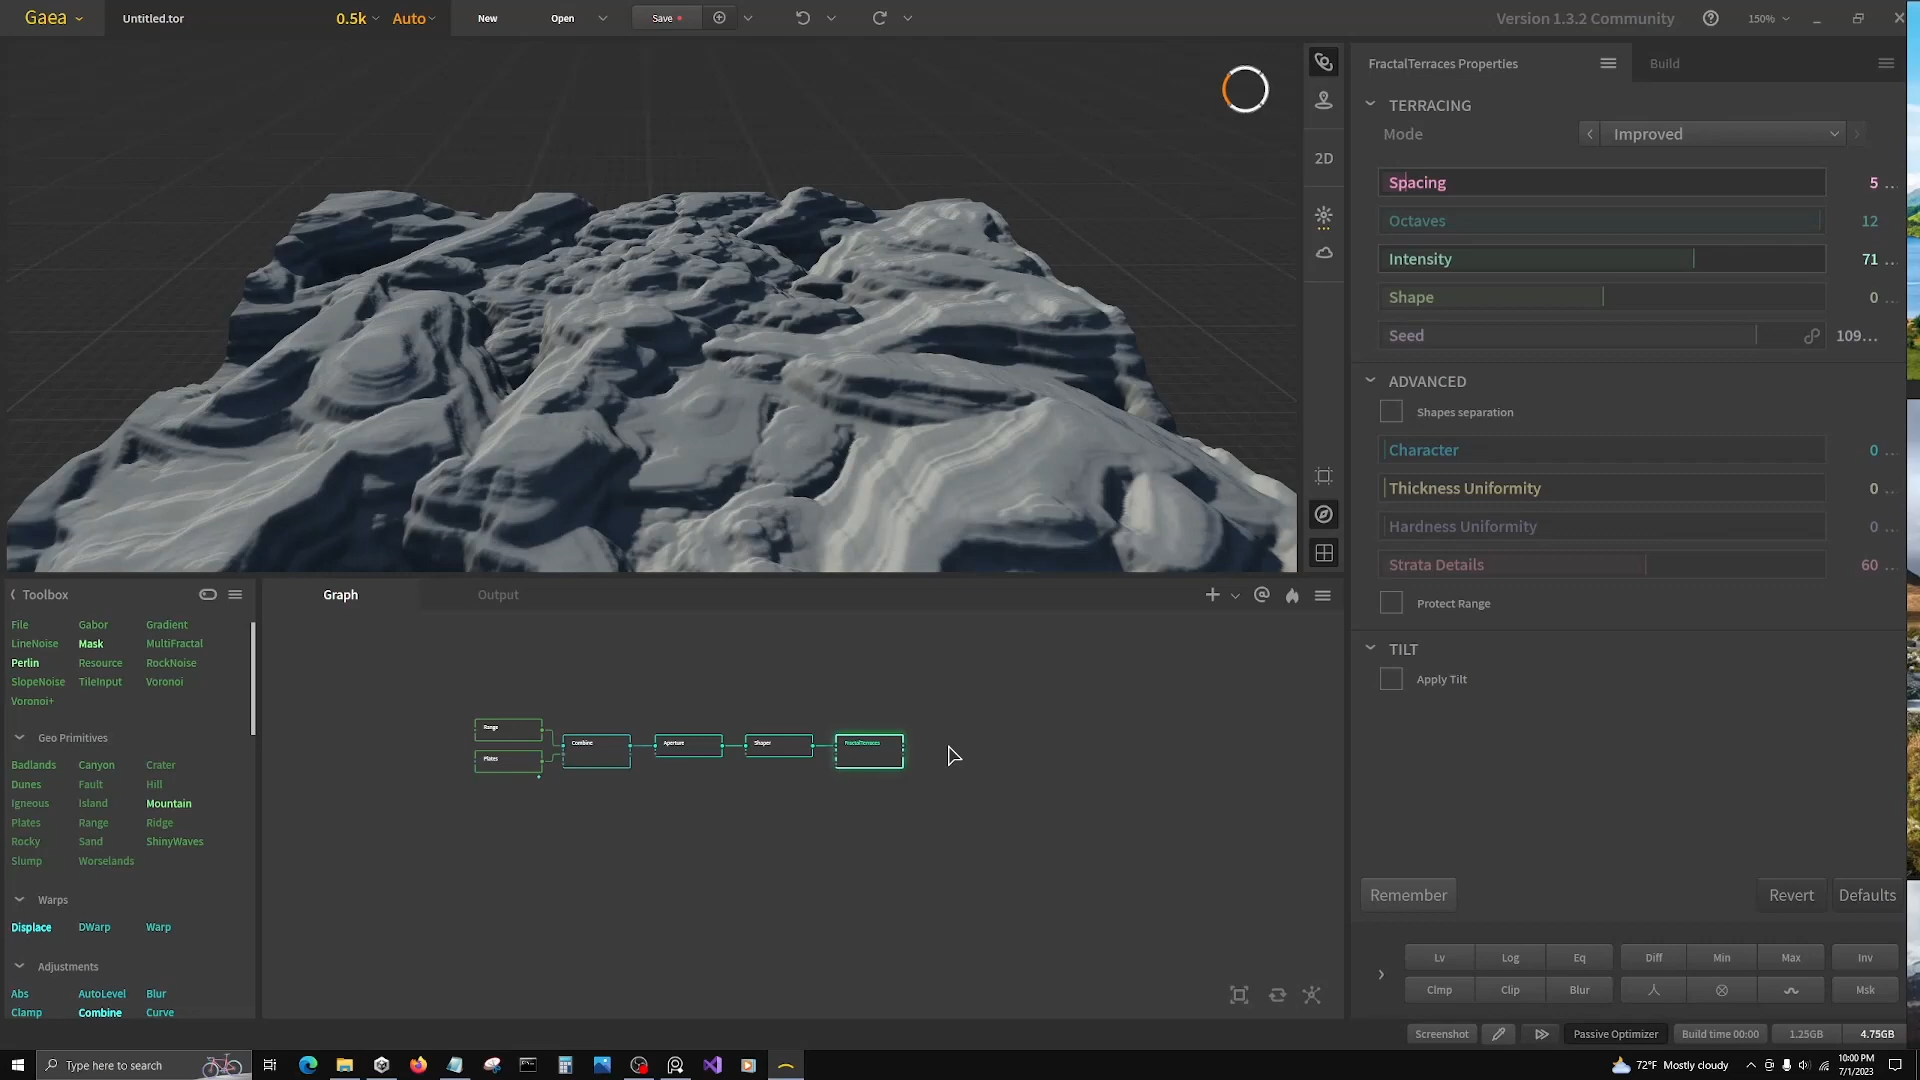 Gaea
Untitled.tor
0.5k
Auto
New
Open
Save
Version 1.3.2 Community
150%
2D
FractalTerraces Properties
Build
TERRACING
Mode
Improved
Spacing
5 ..
Octaves
12
Intensity
71 ..
Shape
0 ..
Seed
109...
ADVANCED
Shapes separation
Character
0 ..
Thickness Uniformity
0 ..
Hardness Uniformity
0 ..
Strata Details
60 ..
Protect Range
TILT
Apply Tilt
Remember
Revert
Defaults
Lv Log Eq Diff Min Max Inv
Clmp Clip Blur Msk
Screenshot
Passive Optimizer
Build time 00:00
1.25GB
4.75GB
Toolbox
File Gabor Gradient
LineNoise Mask MultiFractal
Perlin Resource RockNoise
SlopeNoise TileInput Voronoi
Voronoi+
Geo Primitives
Badlands Canyon Crater
Dunes Fault Hill
Igneous Island Mountain
Plates Range Ridge
Rocky Sand ShinyWaves
Slump Worselands
Warps
Displace DWarp Warp
Adjustments
Abs AutoLevel Blur
Clamp Combine Curve
Graph
Output
Range
Plates
Combine
Aperture
Shaper
FractalTerraces
Type here to search
72°F Mostly cloudy
10:00 PM
7/1/2023